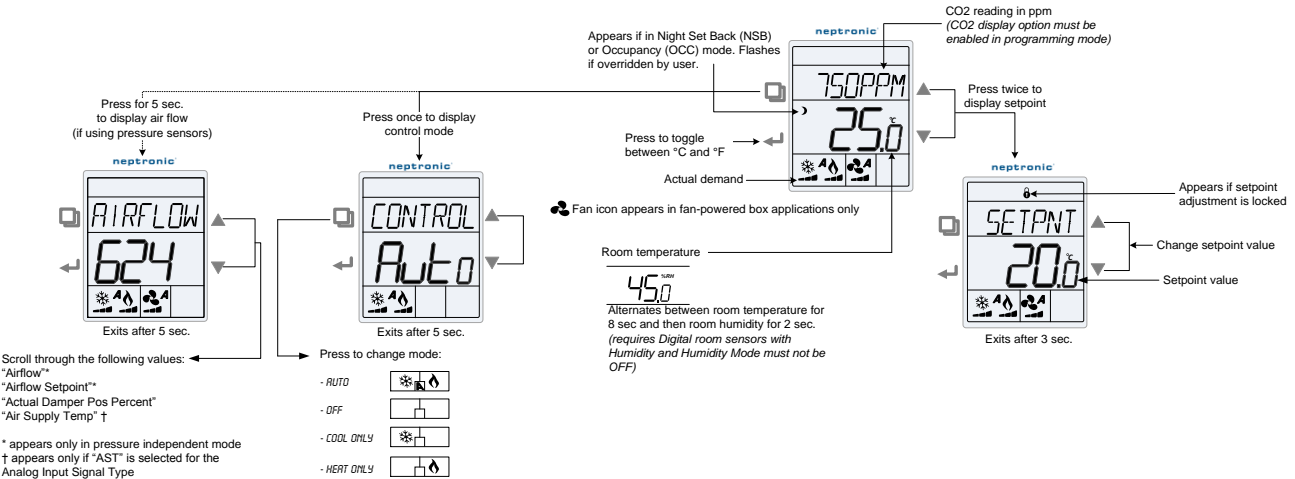 CO2 reading in ppm
(CO2 display option must be
enabled in programming mode)
Appears if in Night Set Back (NSB)
or Occupancy (OCC) mode. Flashes
if overridden by user.
neptronic
750PPM
25.0 °C
A
A
Press twice to
display setpoint
Press to toggle
between °C and °F
Actual demand
Fan icon appears in fan-powered box applications only
Room temperature
45.0 %RH
Alternates between room temperature for
8 sec and then room humidity for 2 sec.
(requires Digital room sensors with
Humidity and Humidity Mode must not be
OFF)
Press for 5 sec.
to display air flow
(if using pressure sensors)
neptronic
AIRFLOW
624
A
A
Exits after 5 sec.
Scroll through the following values:
“Airflow”*
“Airflow Setpoint”*
“Actual Damper Pos Percent”
“Air Supply Temp” †
* appears only in pressure independent mode
† appears only if “AST” is selected for the
Analog Input Signal Type
Press once to display
control mode
neptronic
CONTROL
Auto
A
Exits after 5 sec.
Press to change mode:
- AUTO
A
- OFF
- COOL ONLY
- HEAT ONLY
neptronic
SETPNT
20.0 °C
A
A
Exits after 3 sec.
Appears if setpoint
adjustment is locked
Change setpoint value
Setpoint value